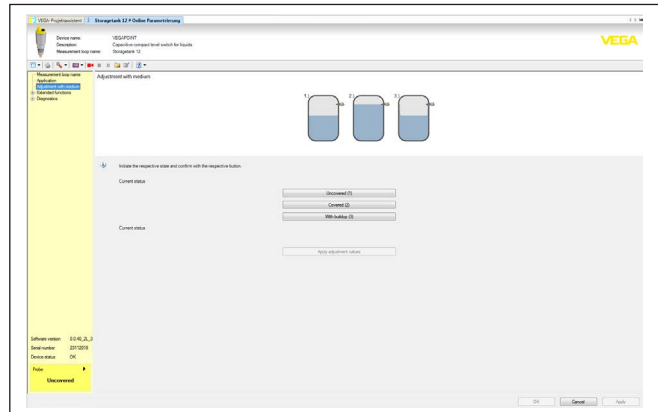 VEGA Projektassistent
Storagetank 12 # Online Parametrierung
Device name: VEGAPOINT
Description: Capacitive compact level switch for liquids
Measurement loop name: Storagetank 12
VEGA
Measurement loop name
Application
Adjustment with medium
Extended functions
Diagnostics
Adjustment with medium
1.) 2.) 3.)
Initiate the respective state and confirm with the respective button.
Current status
Uncovered (1)
Covered (2)
With buildup (3)
Current status
Apply adjustment values
Software version
Serial number 23112018
Device status OK
Probe:
Uncovered
OK Cancel Apply